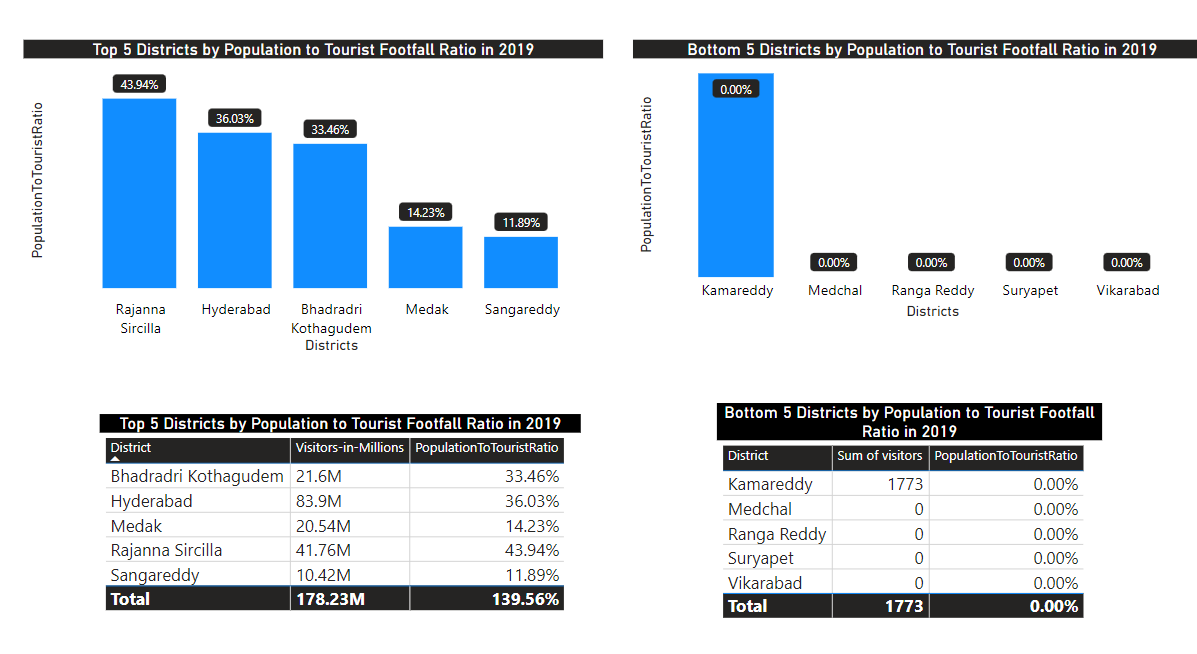 Top 5 Districts by Population to Tourist Footfall Ratio in 2019
PopulationToTouristRatio
43.94%
36.03%
33.46%
14.23%
11.89%
Rajanna
Sircilla
Hyderabad
Bhadradri
Kothagudem
Medak
Sangareddy
Districts
Bottom 5 Districts by Population to Tourist Footfall Ratio in 2019
PopulationToTouristRatio
0.00%
0.00%
0.00%
0.00%
0.00%
Kamareddy
Medchal
Ranga Reddy
Suryapet
Vikarabad
Districts
Top 5 Districts by Population to Tourist Footfall Ratio in 2019
District Visitors-in-Millions PopulationToTouristRatio
Bhadradri Kothagudem 21.6M 33.46%
Hyderabad 83.9M 36.03%
Medak 20.54M 14.23%
Rajanna Sircilla 41.76M 43.94%
Sangareddy 10.42M 11.89%
Total 178.23M 139.56%
Bottom 5 Districts by Population to Tourist Footfall
Ratio in 2019
District Sum of visitors PopulationToTouristRatio
Kamareddy 1773 0.00%
Medchal 0 0.00%
Ranga Reddy 0 0.00%
Suryapet 0 0.00%
Vikarabad 0 0.00%
Total 1773 0.00%